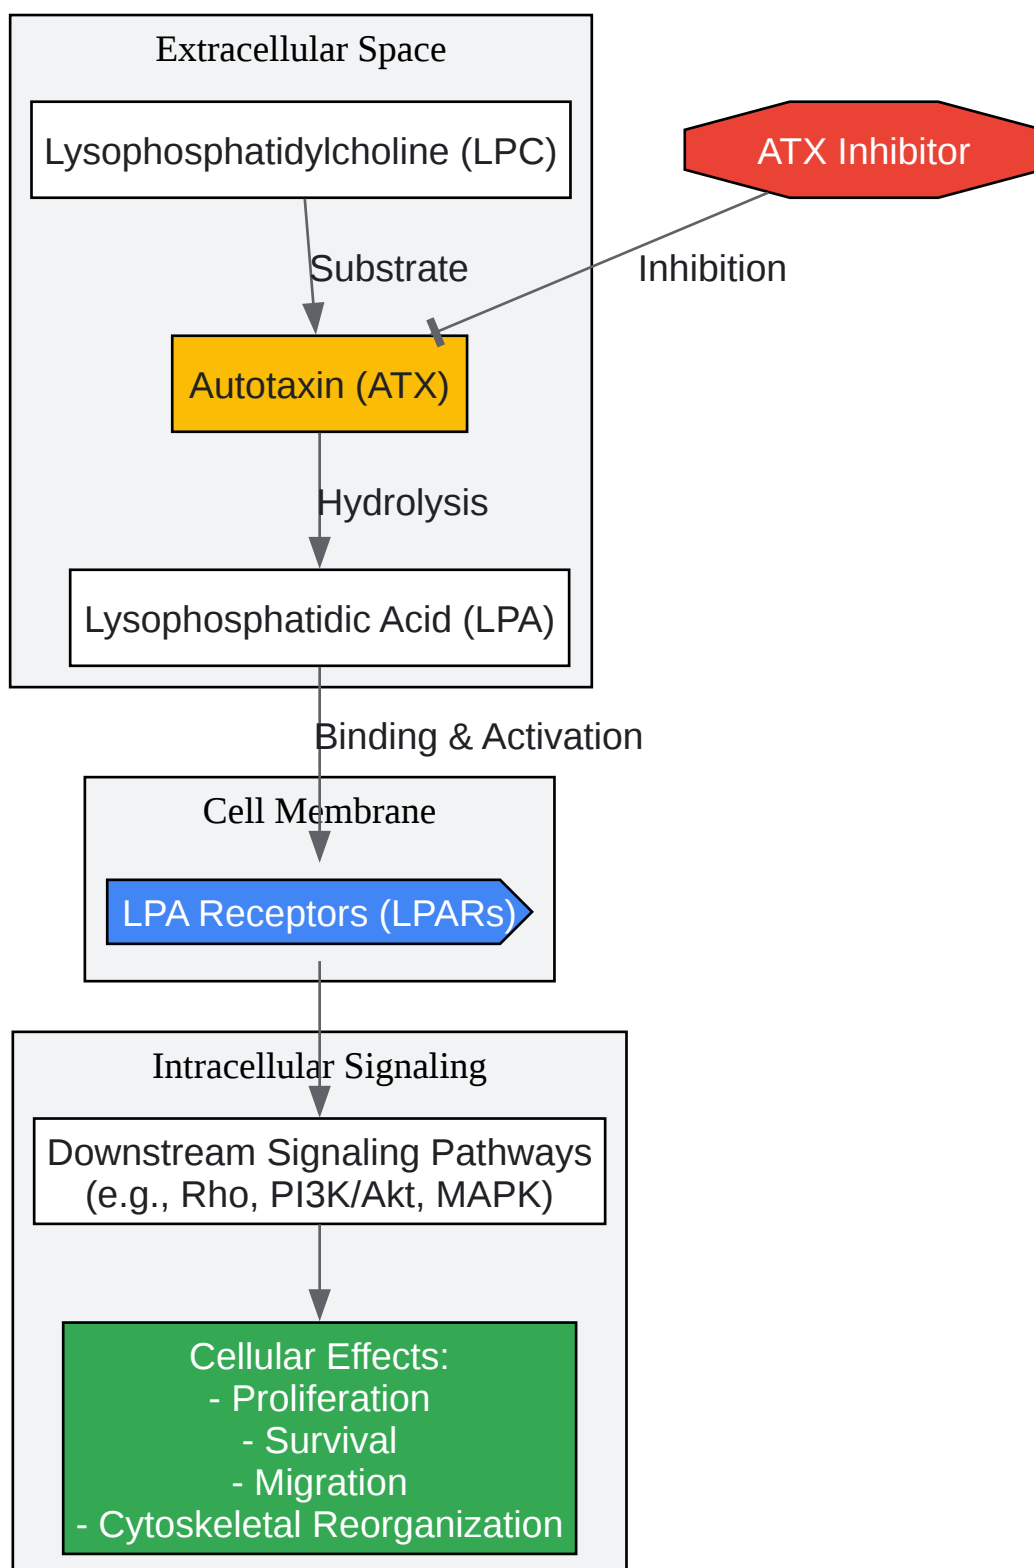 Extracellular Space
Lysophosphatidylcholine (LPC)
ATX Inhibitor
Substrate
Inhibition
Autotaxin (ATX)
Hydrolysis
Lysophosphatidic Acid (LPA)
Binding & Activation
Cell Membrane
LPA Receptors (LPARs)
Intracellular Signaling
Downstream Signaling Pathways
(e.g., Rho, PI3K/Akt, MAPK)
Cellular Effects:
- Proliferation
- Survival
- Migration
- Cytoskeletal Reorganization